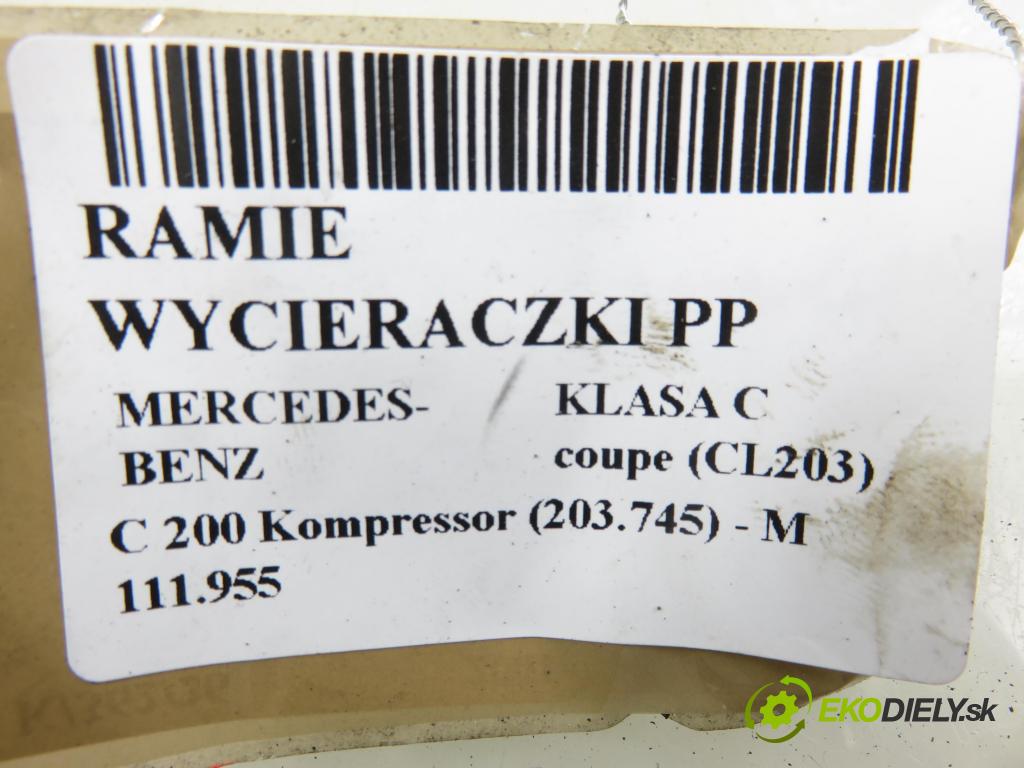 RAMIE
WYCIERACZKI PP
MERCEDES-
BENZ
KLASA C
coupe (CL203)
C 200 Kompressor (203.745) - M
111.955
EKODIELY.sk